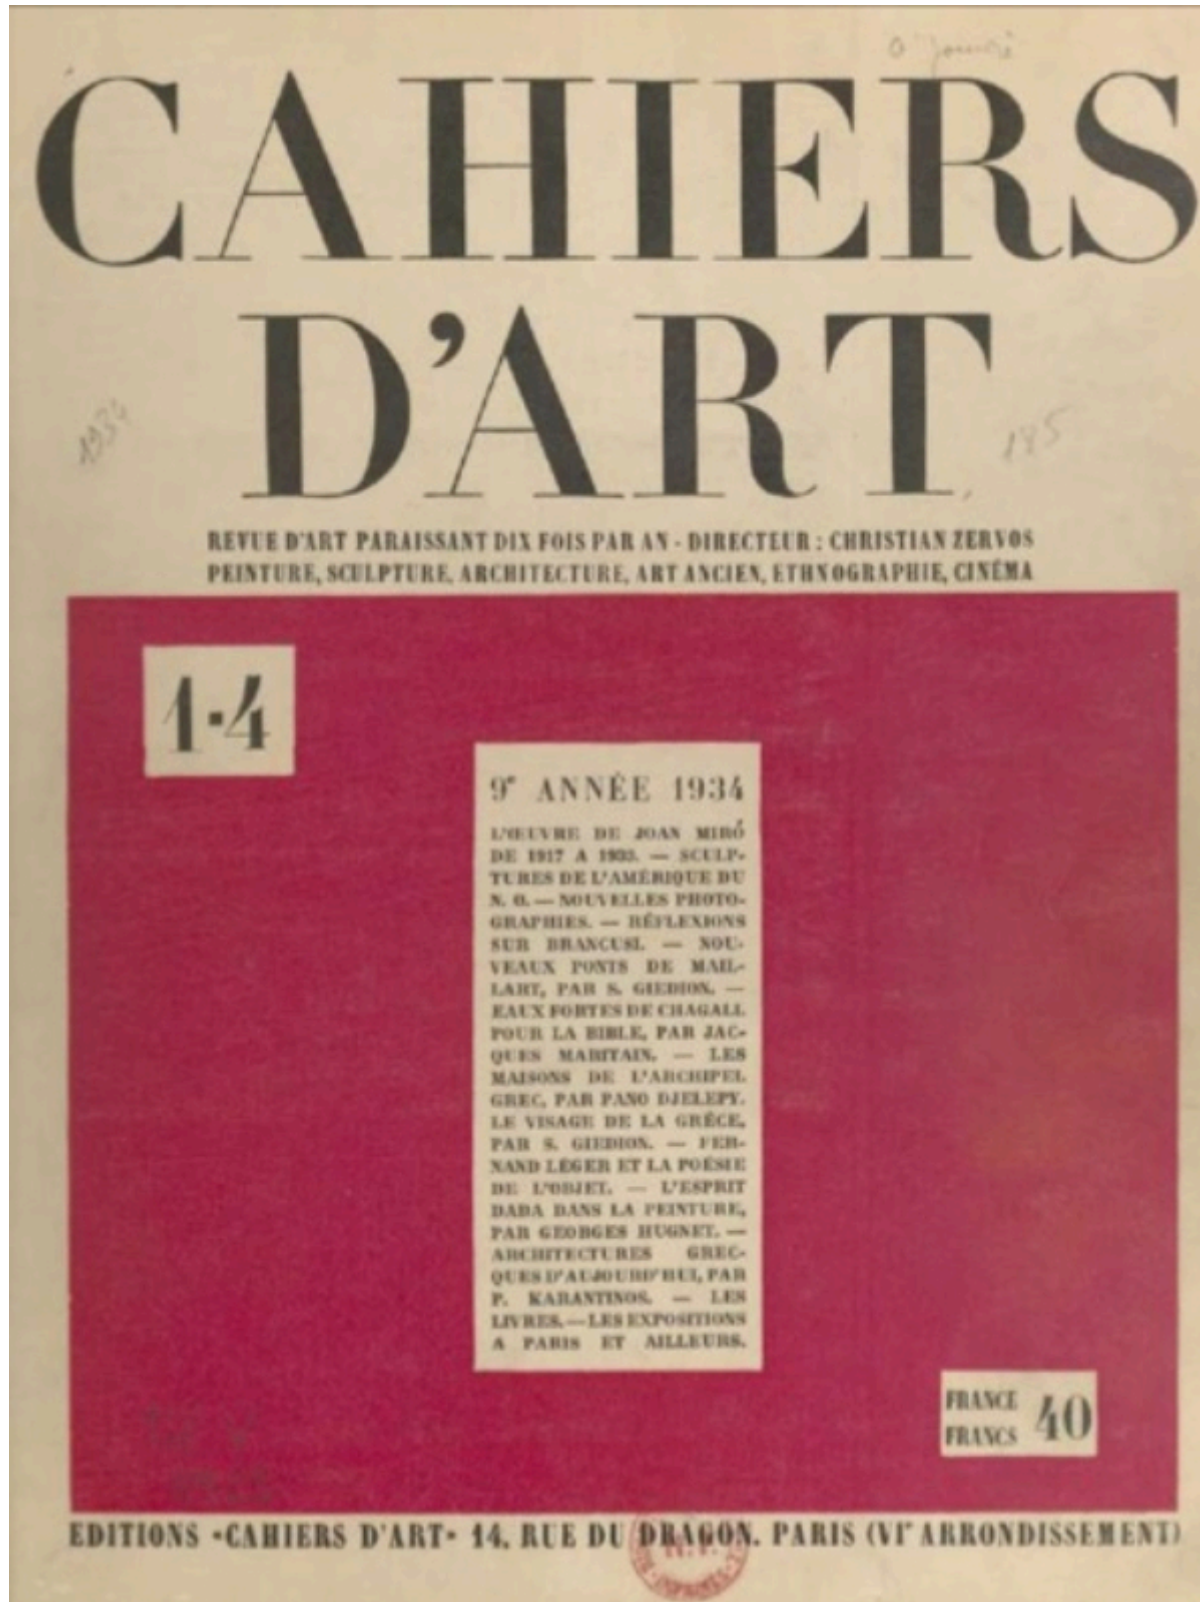 CAHIERS
D'ART
1934
185
REVUE D'ART PARAISSANT DIX FOIS PAR AN - DIRECTEUR : CHRISTIAN ZERVOS
PEINTURE, SCULPTURE, ARCHITECTURE, ART ANCIEN, ETHNOGRAPHIE, CINÉMA
1-4
9e ANNÉE 1934
L'ŒUVRE DE JOAN MIRÓ
DE 1917 A 1933. — SCULP-
TURES DE L'AMÉRIQUE DU
N. O. — NOUVELLES PHOTO-
GRAPHIES. — RÉFLEXIONS
SUR BRANCUSI. — NOU-
VEAUX PONTS DE MAIL-
LART, PAR S. GIEDION. —
EAUX FORTES DE CHAGALL
POUR LA BIBLE, PAR JAC-
QUES MARITAIN. — LES
MAISONS DE L'ARCHIPEL
GREC, PAR PANO DJELEPY.
LE VISAGE DE LA GRÈCE,
PAR S. GIEDION. — FER-
NAND LÉGER ET LA POÉSIE
DE L'OBJET. — L'ESPRIT
DADA DANS LA PEINTURE,
PAR GEORGES HUGNET. —
ARCHITECTURES GREC-
QUES D'AUJOURD'HUI, PAR
P. KARANTINOS. — LES
LIVRES. — LES EXPOSITIONS
A PARIS ET AILLEURS.
FRANCE
FRANCS 40
EDITIONS «CAHIERS D'ART» 14, RUE DU DRAGON. PARIS (VIe ARRONDISSEMENT)